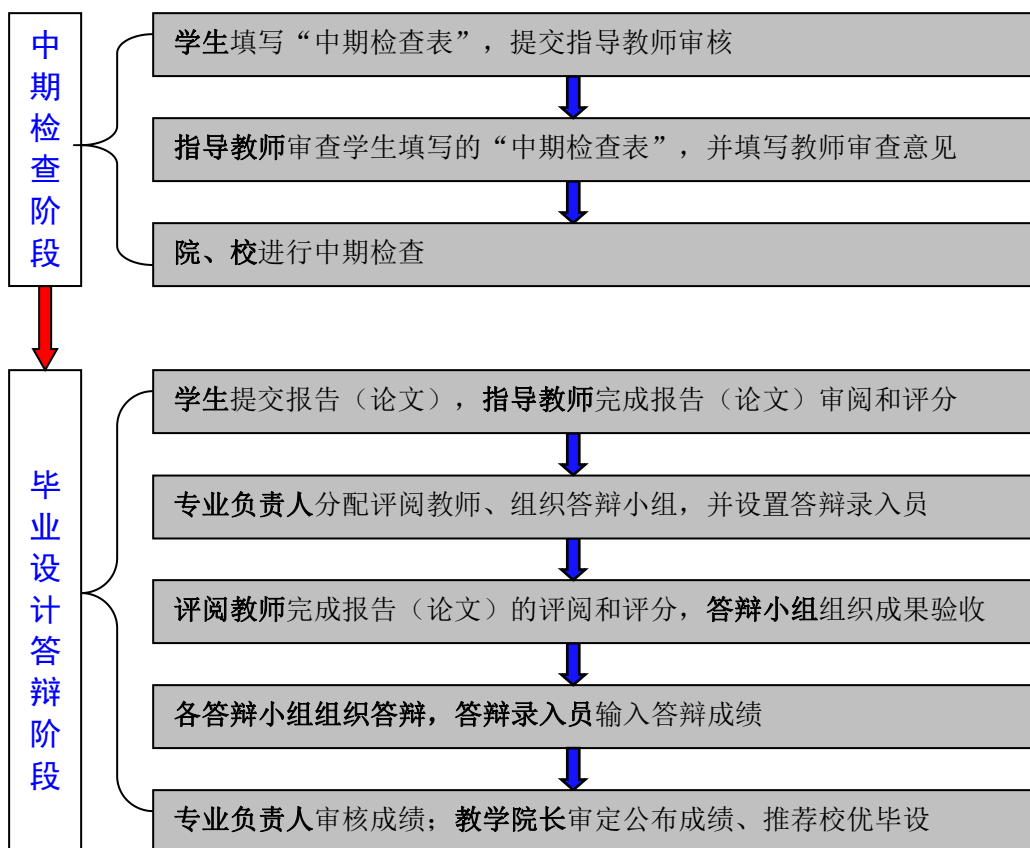 中期检查阶段
学生填写“中期检查表”，提交指导教师审核
指导教师审查学生填写的“中期检查表”，并填写教师审查意见
院、校进行中期检查
毕业设计答辩阶段
学生提交报告（论文），指导教师完成报告（论文）审阅和评分
专业负责人分配评阅教师、组织答辩小组，并设置答辩录入员
评阅教师完成报告（论文）的评阅和评分，答辩小组组织成果验收
各答辩小组组织答辩，答辩录入员输入答辩成绩
专业负责人审核成绩；教学院长审定公布成绩、推荐校优毕设